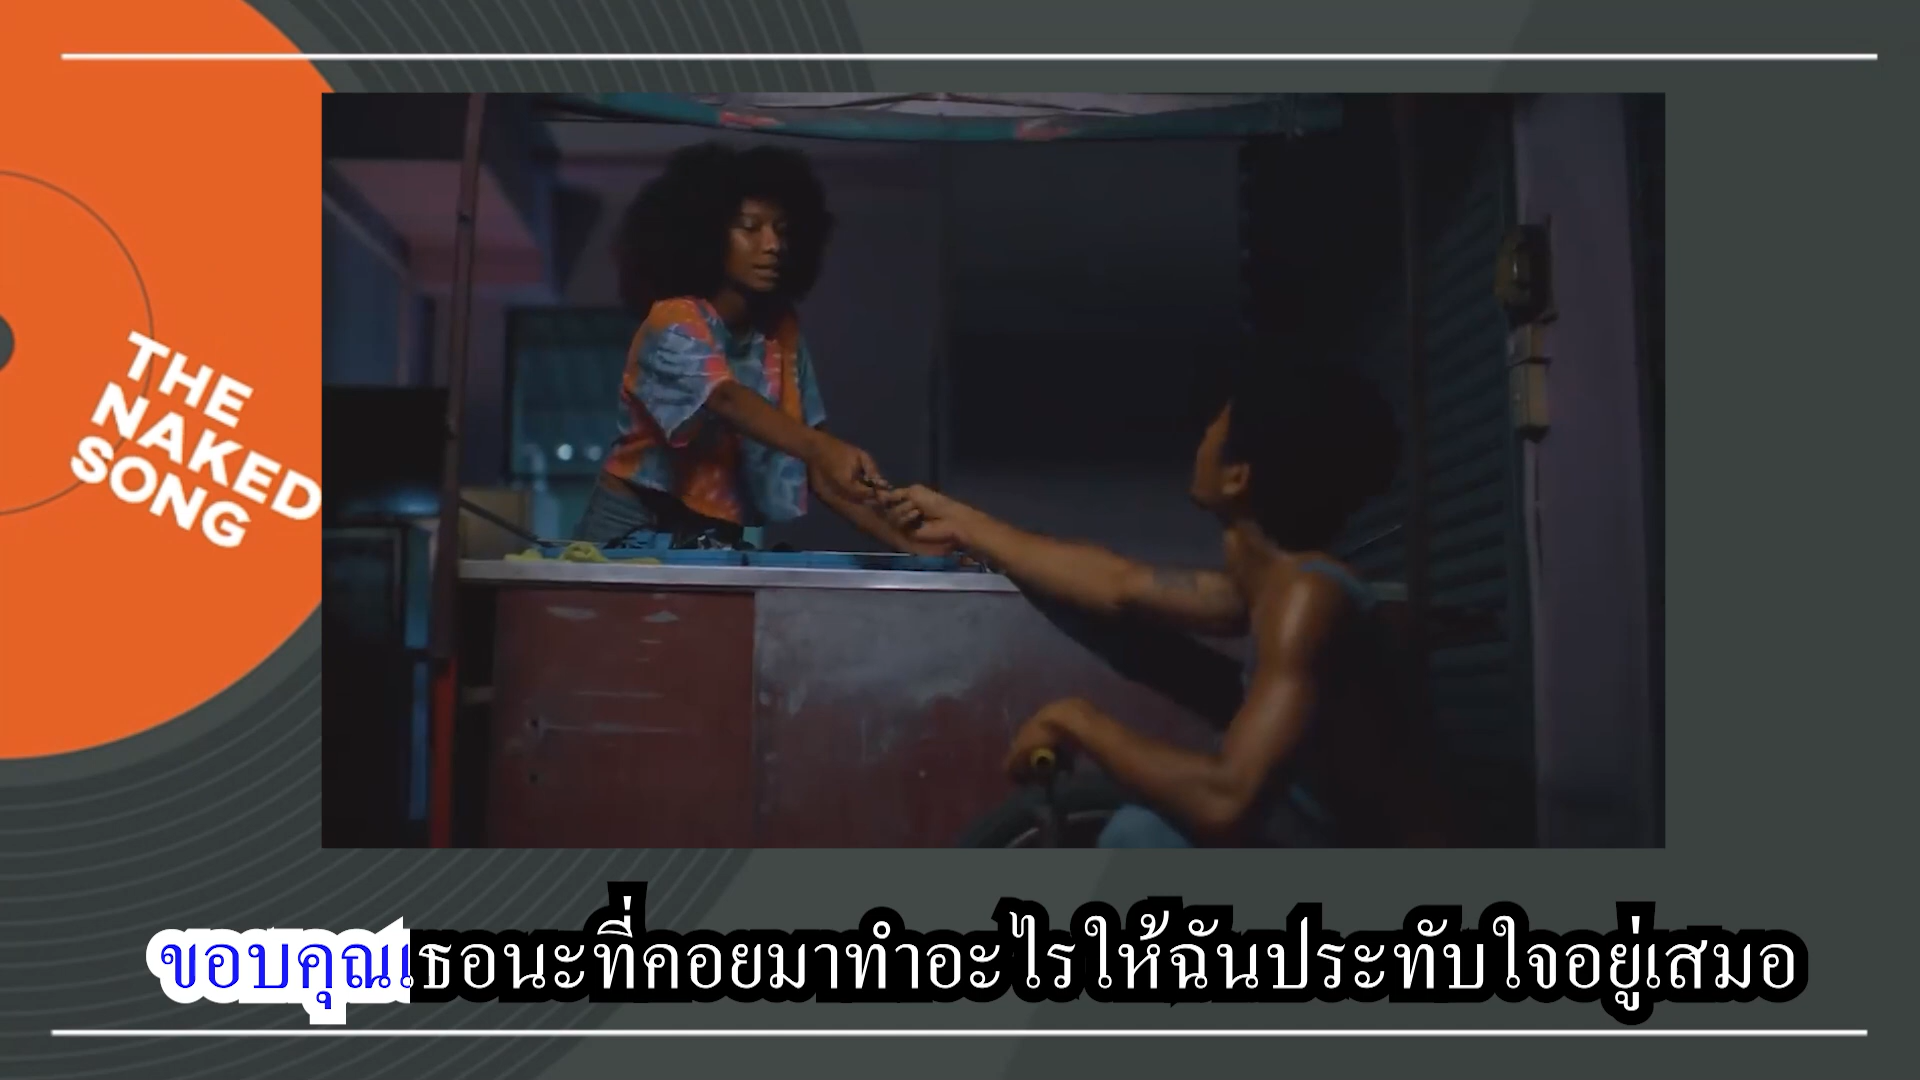 THE
NAKED
SONG
ขอบคุณเธอนะที่คอยมาทำอะไรให้ฉันประทับใจอยู่เสมอ